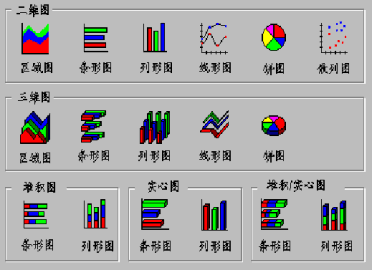 二维图
区域图 条形图 列形图 线形图 饼图 散列图
三维图
区域图 条形图 列形图 线形图 饼图
堆积图 实心图 堆积/实心图
条形图 列形图 条形图 列形图 条形图 列形图